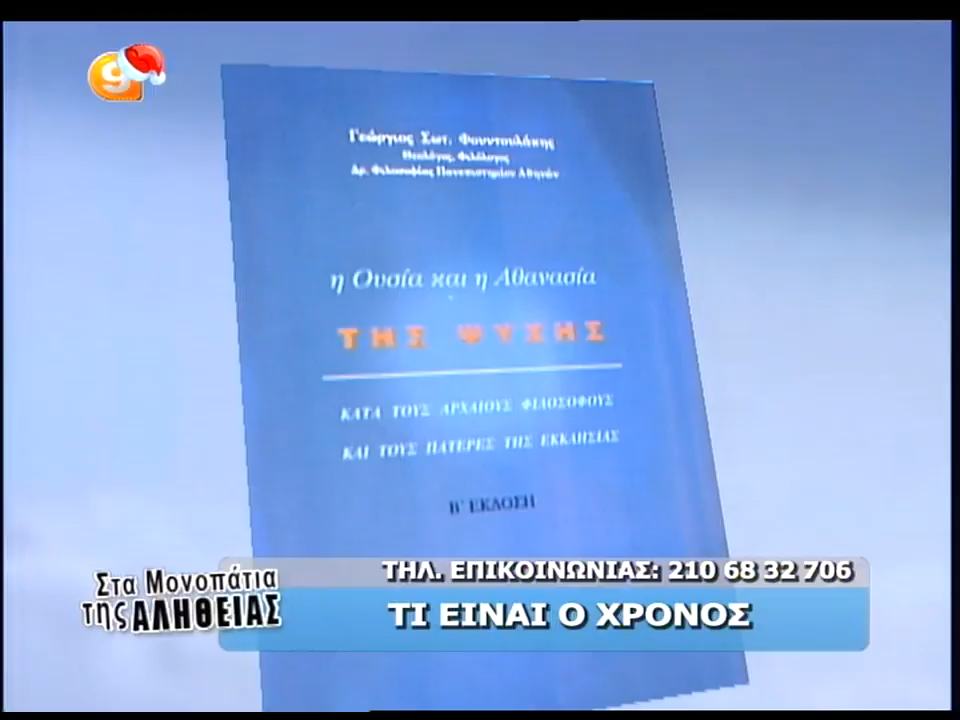 9
Γεώργιος Σωτ. Φουντουλάκης
Θεολόγος, Φιλόλογος
Δρ. Φιλοσοφίας Πανεπιστημίου Αθηνών
η Ουσία και η Αθανασία
ΤΗΣ ΨΥΧΗΣ
ΚΑΤΑ ΤΟΥΣ ΑΡΧΑΙΟΥΣ ΦΙΛΟΣΟΦΟΥΣ
ΚΑΙ ΤΟΥΣ ΠΑΤΕΡΕΣ ΤΗΣ ΕΚΚΛΗΣΙΑΣ
Β΄ ΕΚΔΟΣΗ
Στα Μονοπάτια
της ΑΛΗΘΕΙΑΣ
ΤΗΛ. ΕΠΙΚΟΙΝΩΝΙΑΣ: 210 68 32 706
ΤΙ ΕΙΝΑΙ Ο ΧΡΟΝΟΣ